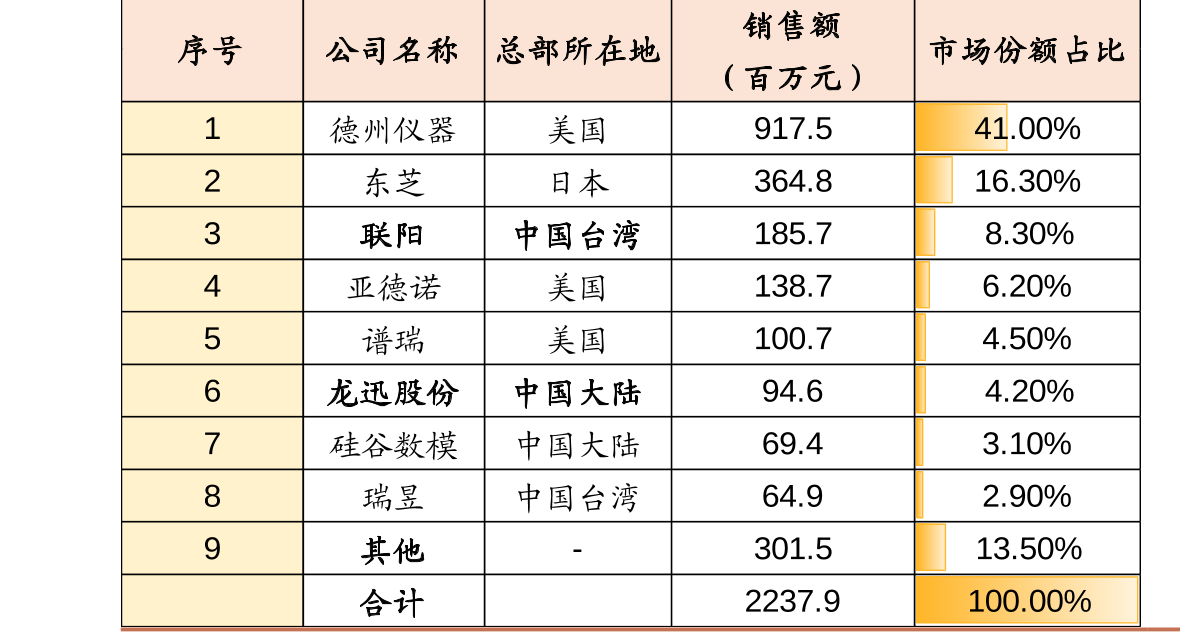 序号 公司名称 总部所在地 销售额（百万元） 市场份额占比
1 德州仪器 美国 917.5 41.00%
2 东芝 日本 364.8 16.30%
3 联阳 中国台湾 185.7 8.30%
4 亚德诺 美国 138.7 6.20%
5 谱瑞 美国 100.7 4.50%
6 龙迅股份 中国大陆 94.6 4.20%
7 硅谷数模 中国大陆 69.4 3.10%
8 瑞昱 中国台湾 64.9 2.90%
9 其他 - 301.5 13.50%
合计 2237.9 100.00%